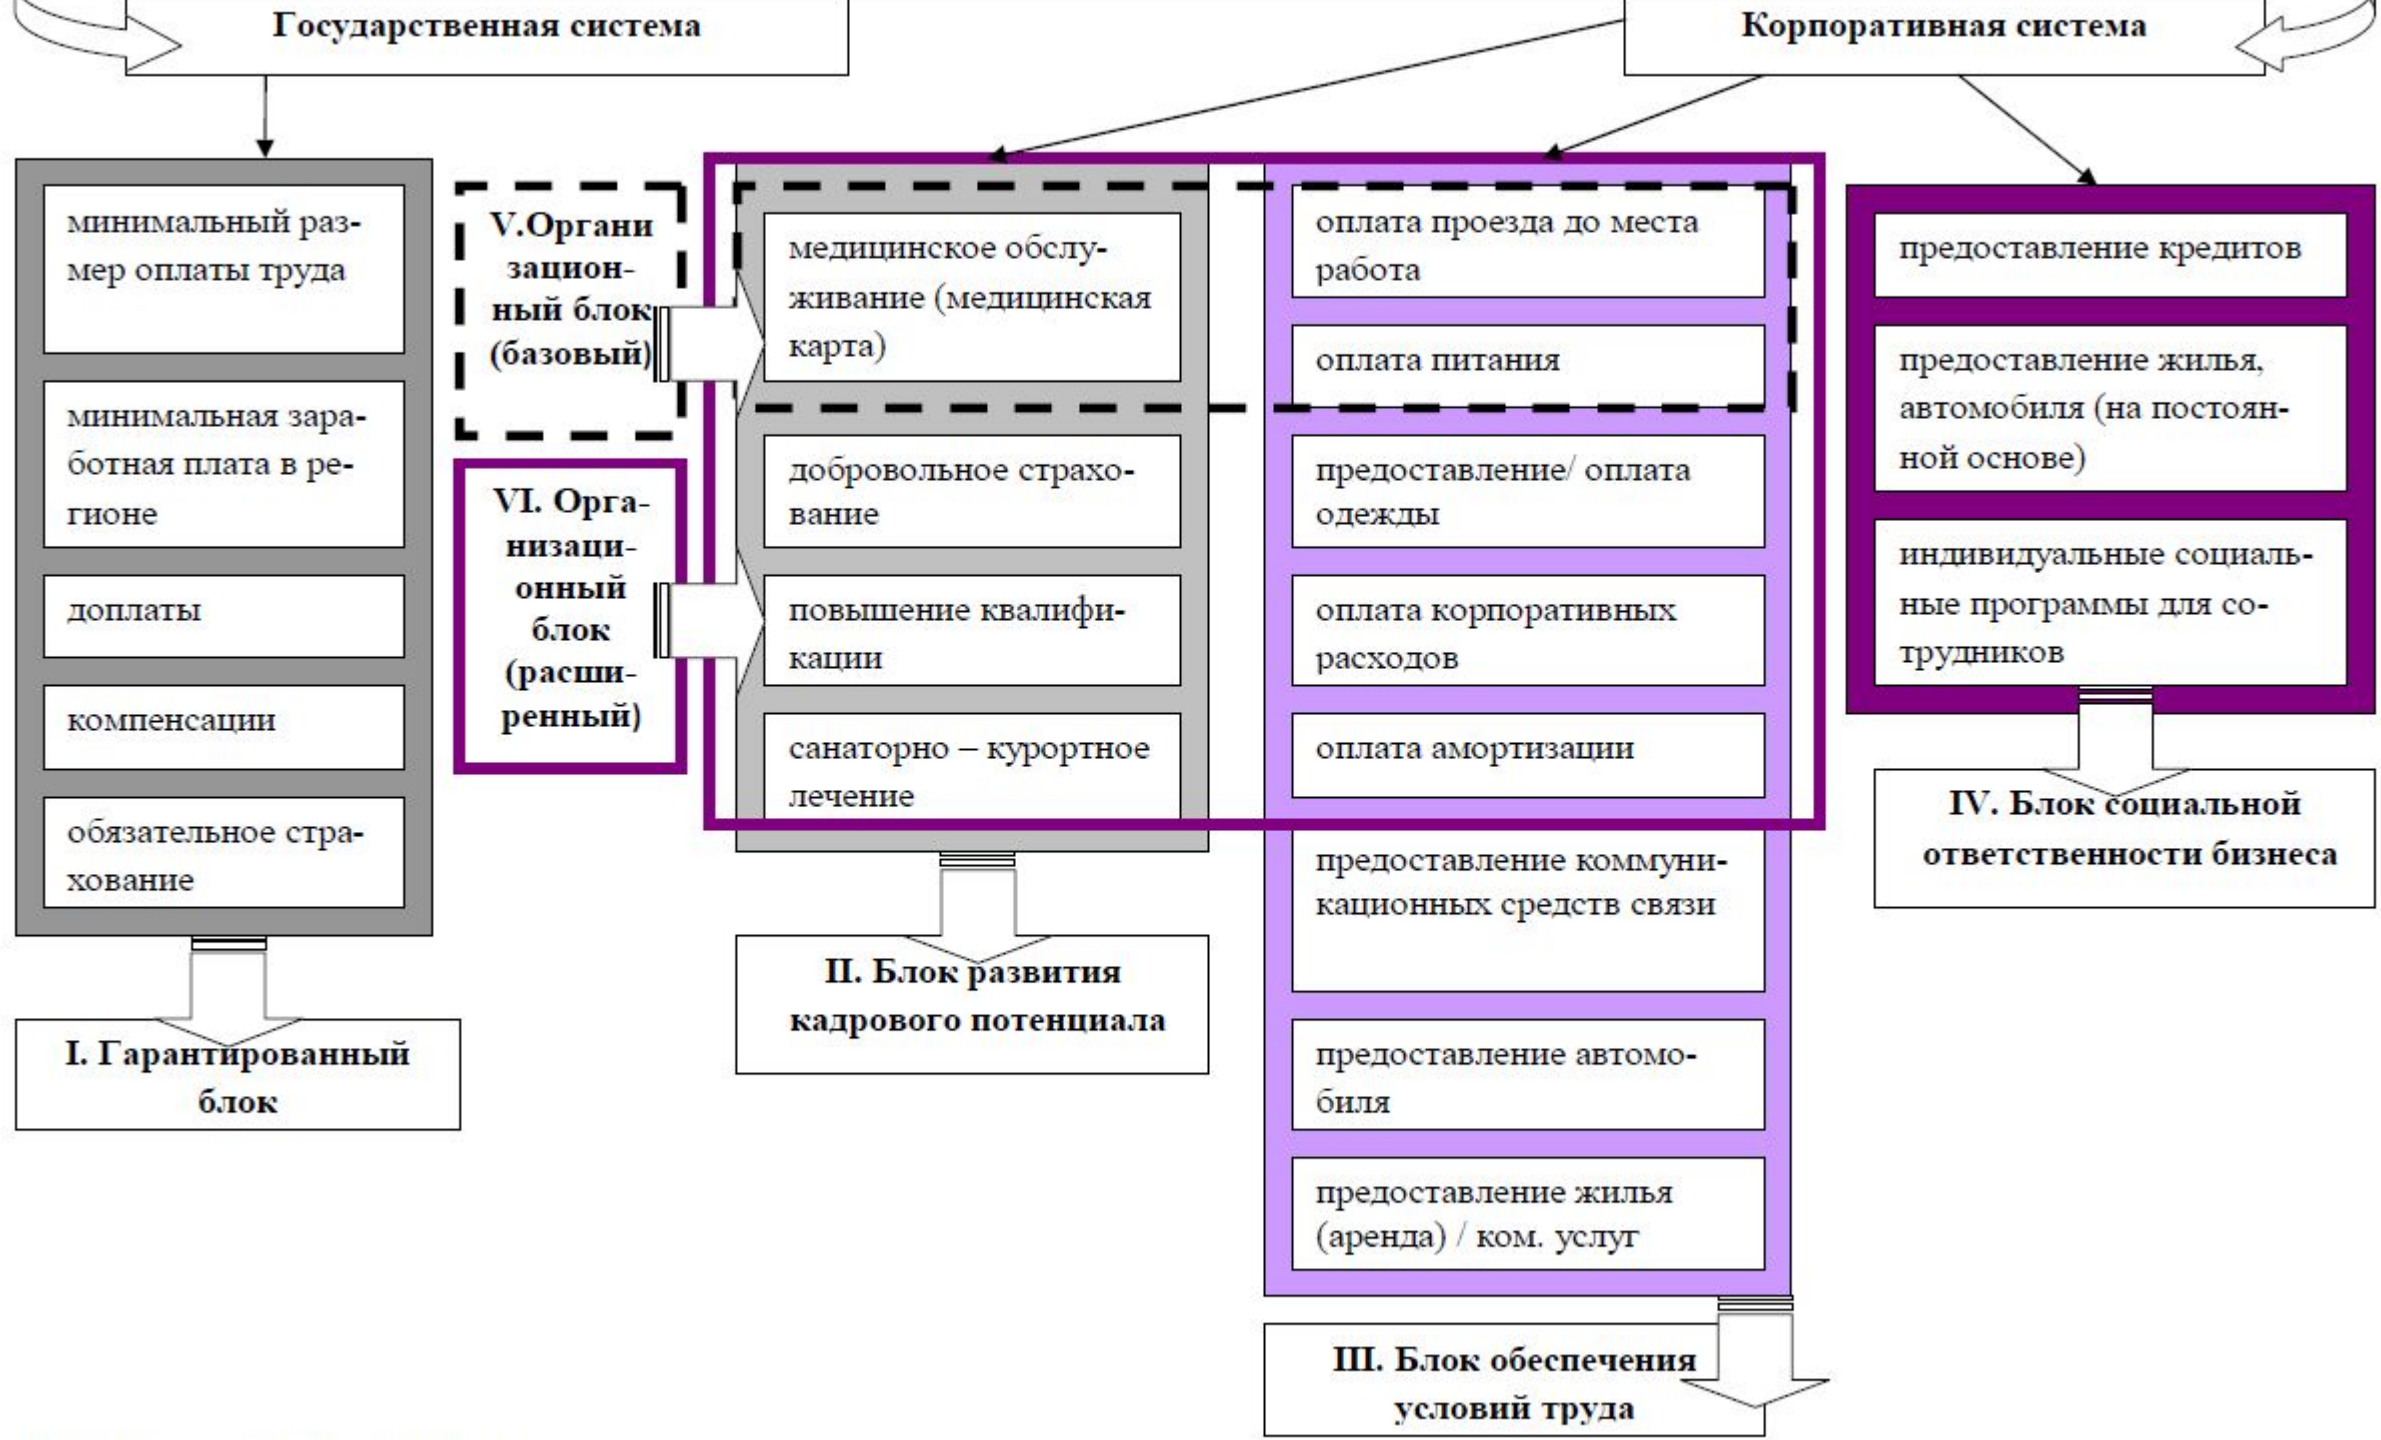 Государственная система
Корпоративная система
минимальный раз-
мер оплаты труда
минимальная зара-
ботная плата в ре-
гионе
доплаты
компенсации
обязательное стра-
хование
I. Гарантированный
блок
V.Органи
зацион-
ный блок
(базовый)
VI. Орга-
низаци-
онный
блок
(расши-
ренный)
медицинское обслу-
живание (медицинская
карта)
добровольное страхо-
вание
повышение квалифи-
кации
санаторно – курортное
лечение
II. Блок развития
кадрового потенциала
оплата проезда до места
работа
оплата питания
предоставление/ оплата
одежды
оплата корпоративных
расходов
оплата амортизации
предоставление коммуни-
кационных средств связи
предоставление автомо-
биля
предоставление жилья
(аренда) / ком. услуг
III. Блок обеспечения
условий труда
предоставление кредитов
предоставление жилья,
автомобиля (на постоян-
ной основе)
индивидуальные социаль-
ные программы для со-
трудников
IV. Блок социальной
ответственности бизнеса